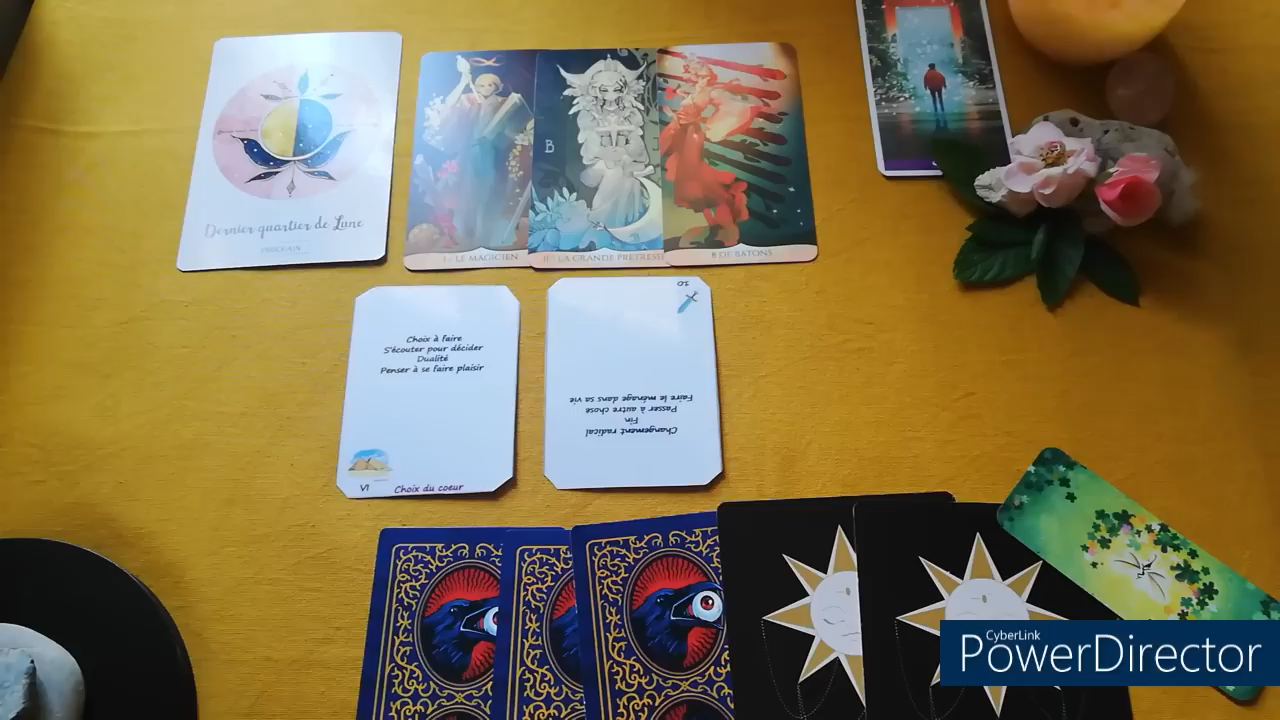 Dernier quartier de Lune
PROCHAIN
B
I - LE MAGICIEN
II - LA GRANDE PRETRESSE
8 DE BATONS
Choix à faire
S'écouter pour décider
Dualité
Penser à se faire plaisir
VI
Choix du coeur
10
Changement radical
Fin
Passer à autre chose
Faire le ménage dans sa vie
CyberLink
PowerDirector